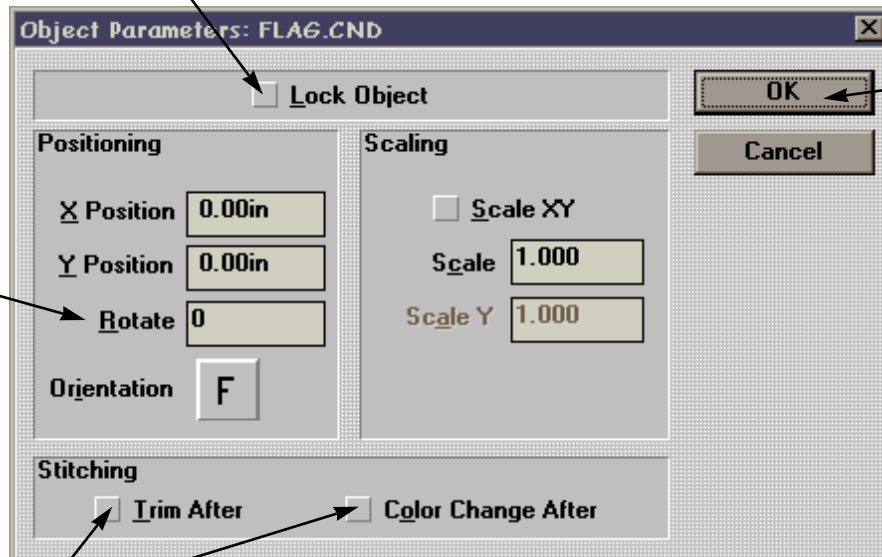 Object Parameters: FLAG.CND
Lock Object
OK
Cancel
Positioning
X Position 0.00in
Y Position 0.00in
Rotate 0
Orientation F
Scaling
Scale XY
Scale 1.000
Scale Y 1.000
Stitching
Trim After
Color Change After